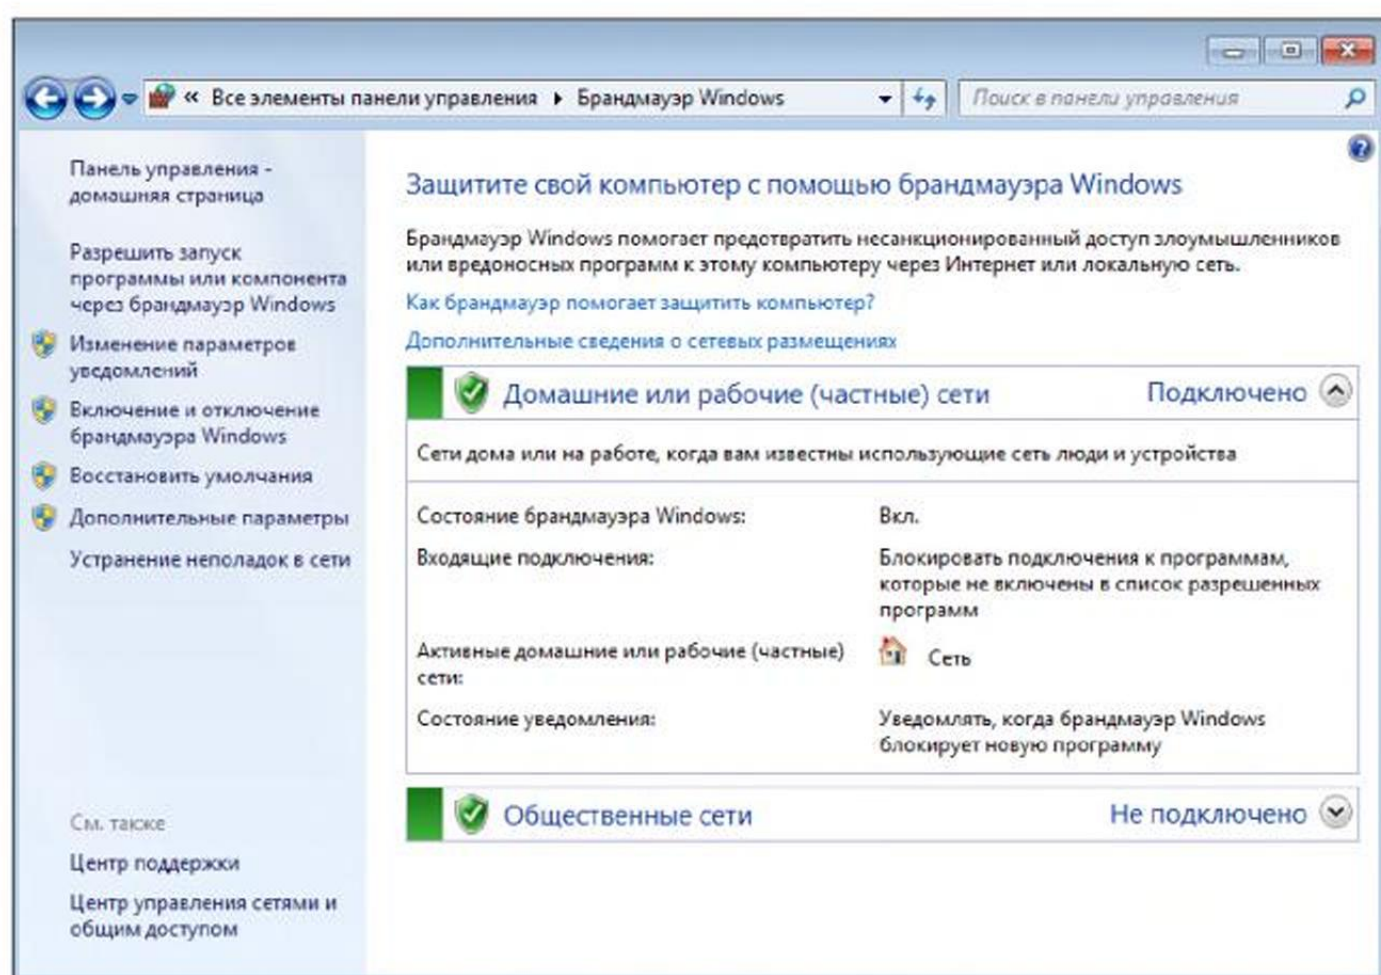 « Все элементы панели управления ▸ Брандмауэр Windows
Поиск в панели управления
Панель управления -
домашняя страница
Разрешить запуск
программы или компонента
через брандмауэр Windows
Изменение параметров
уведомлений
Включение и отключение
брандмауэра Windows
Восстановить умолчания
Дополнительные параметры
Устранение неполадок в сети
См. также
Центр поддержки
Центр управления сетями и
общим доступом
Защитите свой компьютер с помощью брандмауэра Windows
Брандмауэр Windows помогает предотвратить несанкционированный доступ злоумышленников
или вредоносных программ к этому компьютеру через Интернет или локальную сеть.
Как брандмауэр помогает защитить компьютер?
Дополнительные сведения о сетевых размещениях
Домашние или рабочие (частные) сети Подключено
Сети дома или на работе, когда вам известны использующие сеть люди и устройства
Состояние брандмауэра Windows: Вкл.
Входящие подключения: Блокировать подключения к программам,
которые не включены в список разрешенных
программ
Активные домашние или рабочие (частные) Сеть
сети:
Состояние уведомления: Уведомлять, когда брандмауэр Windows
блокирует новую программу
Общественные сети Не подключено